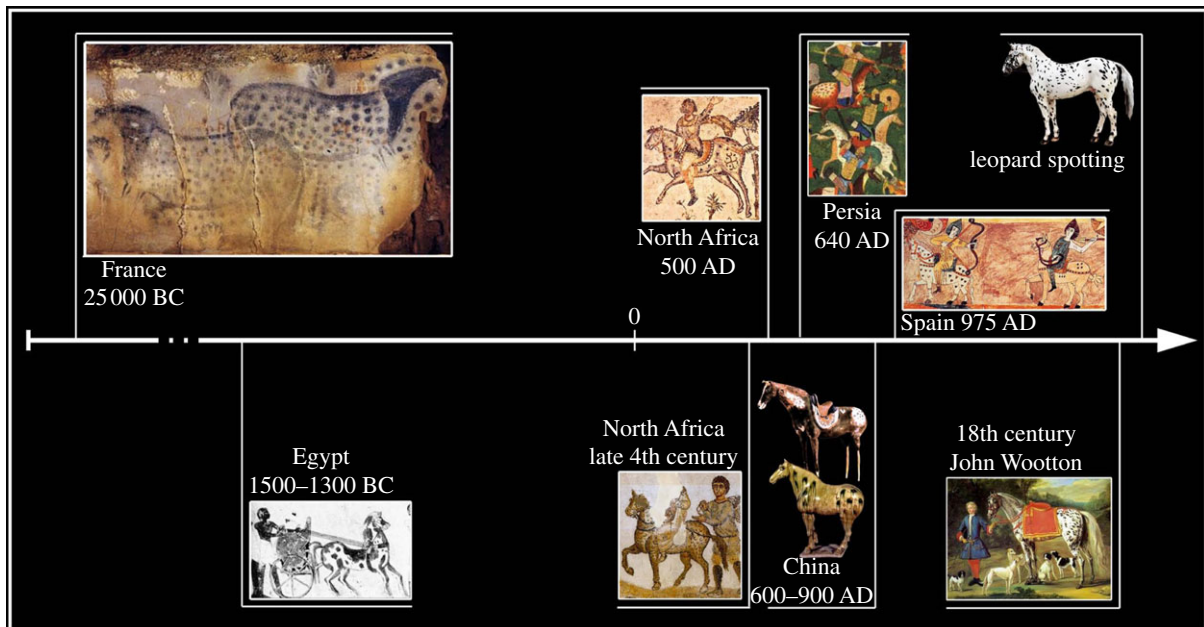 France
25 000 BC
North Africa
500 AD
Persia
640 AD
leopard spotting
Spain 975 AD
0
Egypt
1500–1300 BC
North Africa
late 4th century
China
600–900 AD
18th century
John Wootton